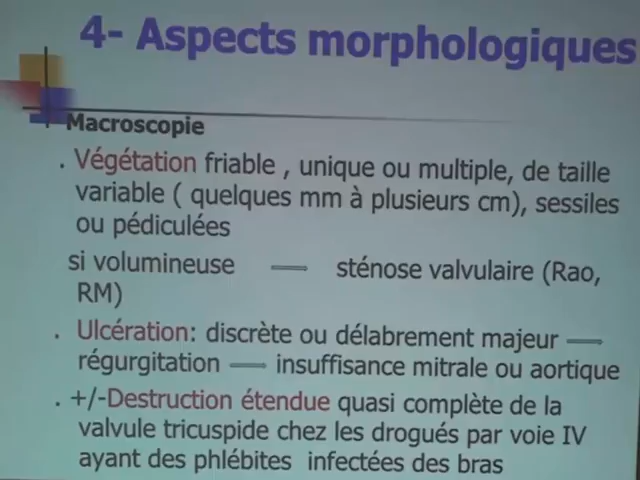 4- Aspects morphologiques
Macroscopie
. Végétation friable , unique ou multiple, de taille
variable ( quelques mm à plusieurs cm), sessiles
ou pédiculées
si volumineuse — sténose valvulaire (Rao,
RM)
. Ulcération: discrète ou délabrement majeur —
régurgitation — insuffisance mitrale ou aortique
. +/-Destruction étendue quasi complète de la
valvule tricuspide chez les drogués par voie IV
ayant des phlébites infectées des bras